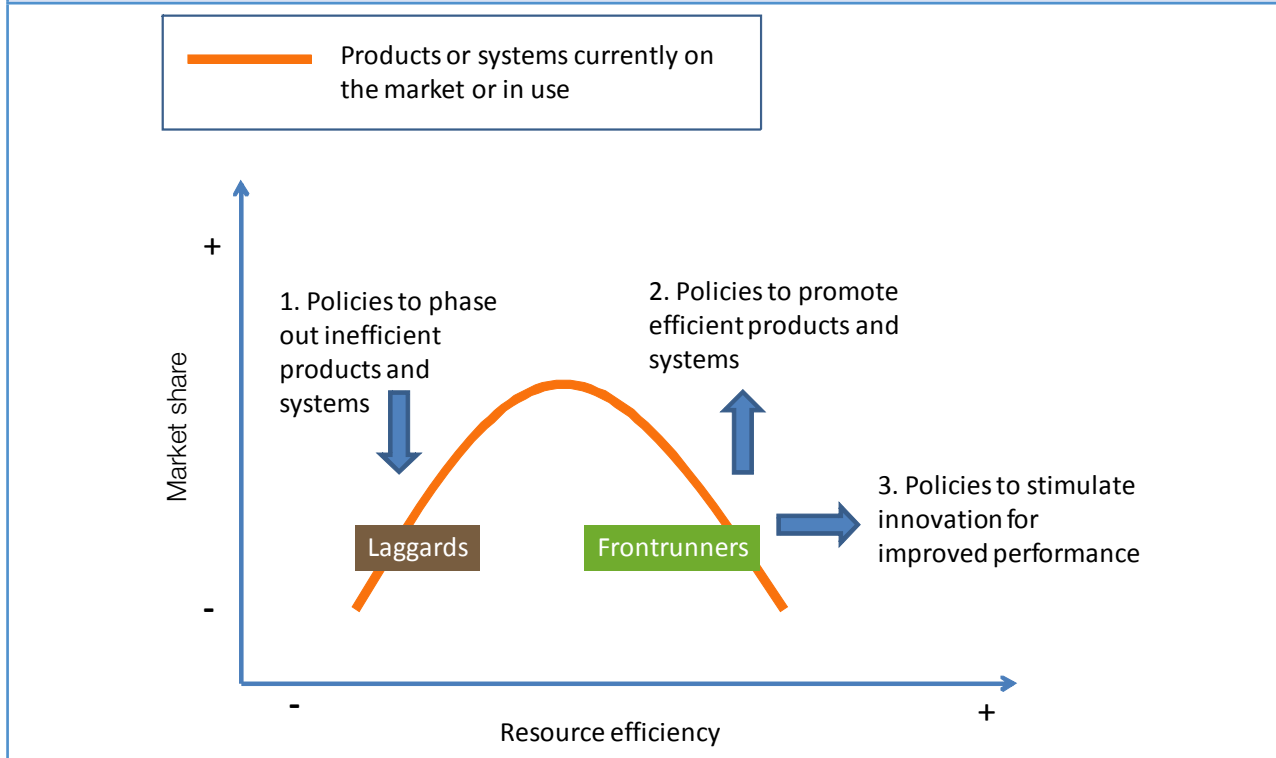 Products or systems currently on
the market or in use
+
1. Policies to phase
out inefficient
products and
systems
2. Policies to promote
efficient products and
systems
Market share
3. Policies to stimulate
innovation for
improved performance
Laggards
Frontrunners
-
-
+
Resource efficiency